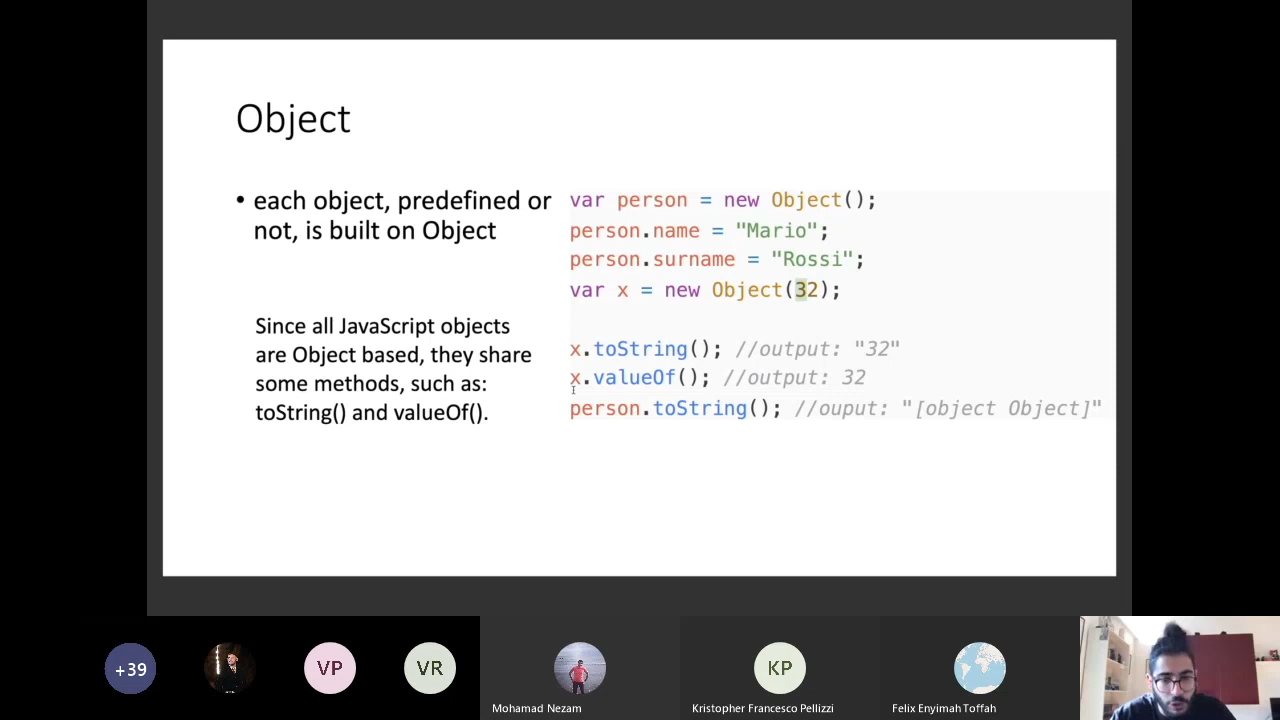 Object
• each object, predefined or
not, is built on Object
Since all JavaScript objects
are Object based, they share
some methods, such as:
toString() and valueOf().
var person = new Object();
person.name = "Mario";
person.surname = "Rossi";
var x = new Object(32);
x.toString(); //output: "32"
x.valueOf(); //output: 32
person.toString(); //ouput: "[object Object]"
+39
VP
VR
KP
Mohamad Nezam
Kristopher Francesco Pellizzi
Felix Enyimah Toffah